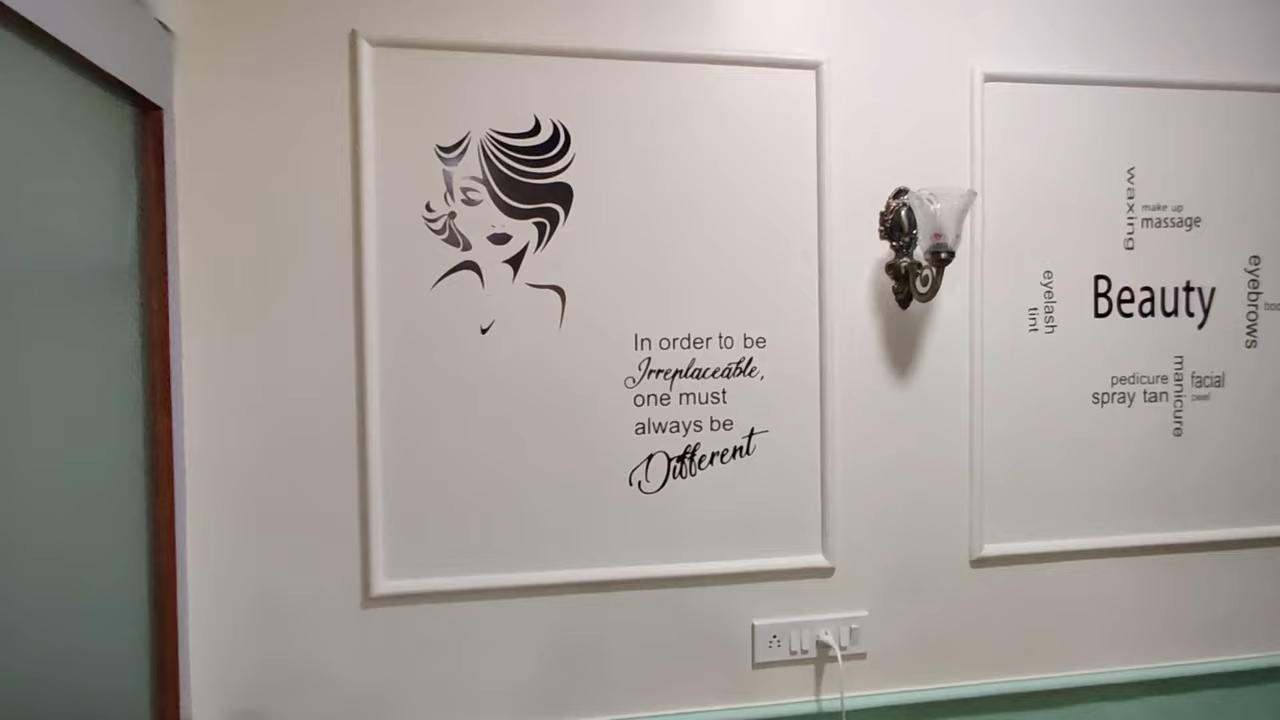 In order to be
Irreplaceable,
one must
always be
Different
waxing
make up
massage
eyelash
tint
Beauty
eyebrows
pedicure
spray tan
manicure
facial
peel